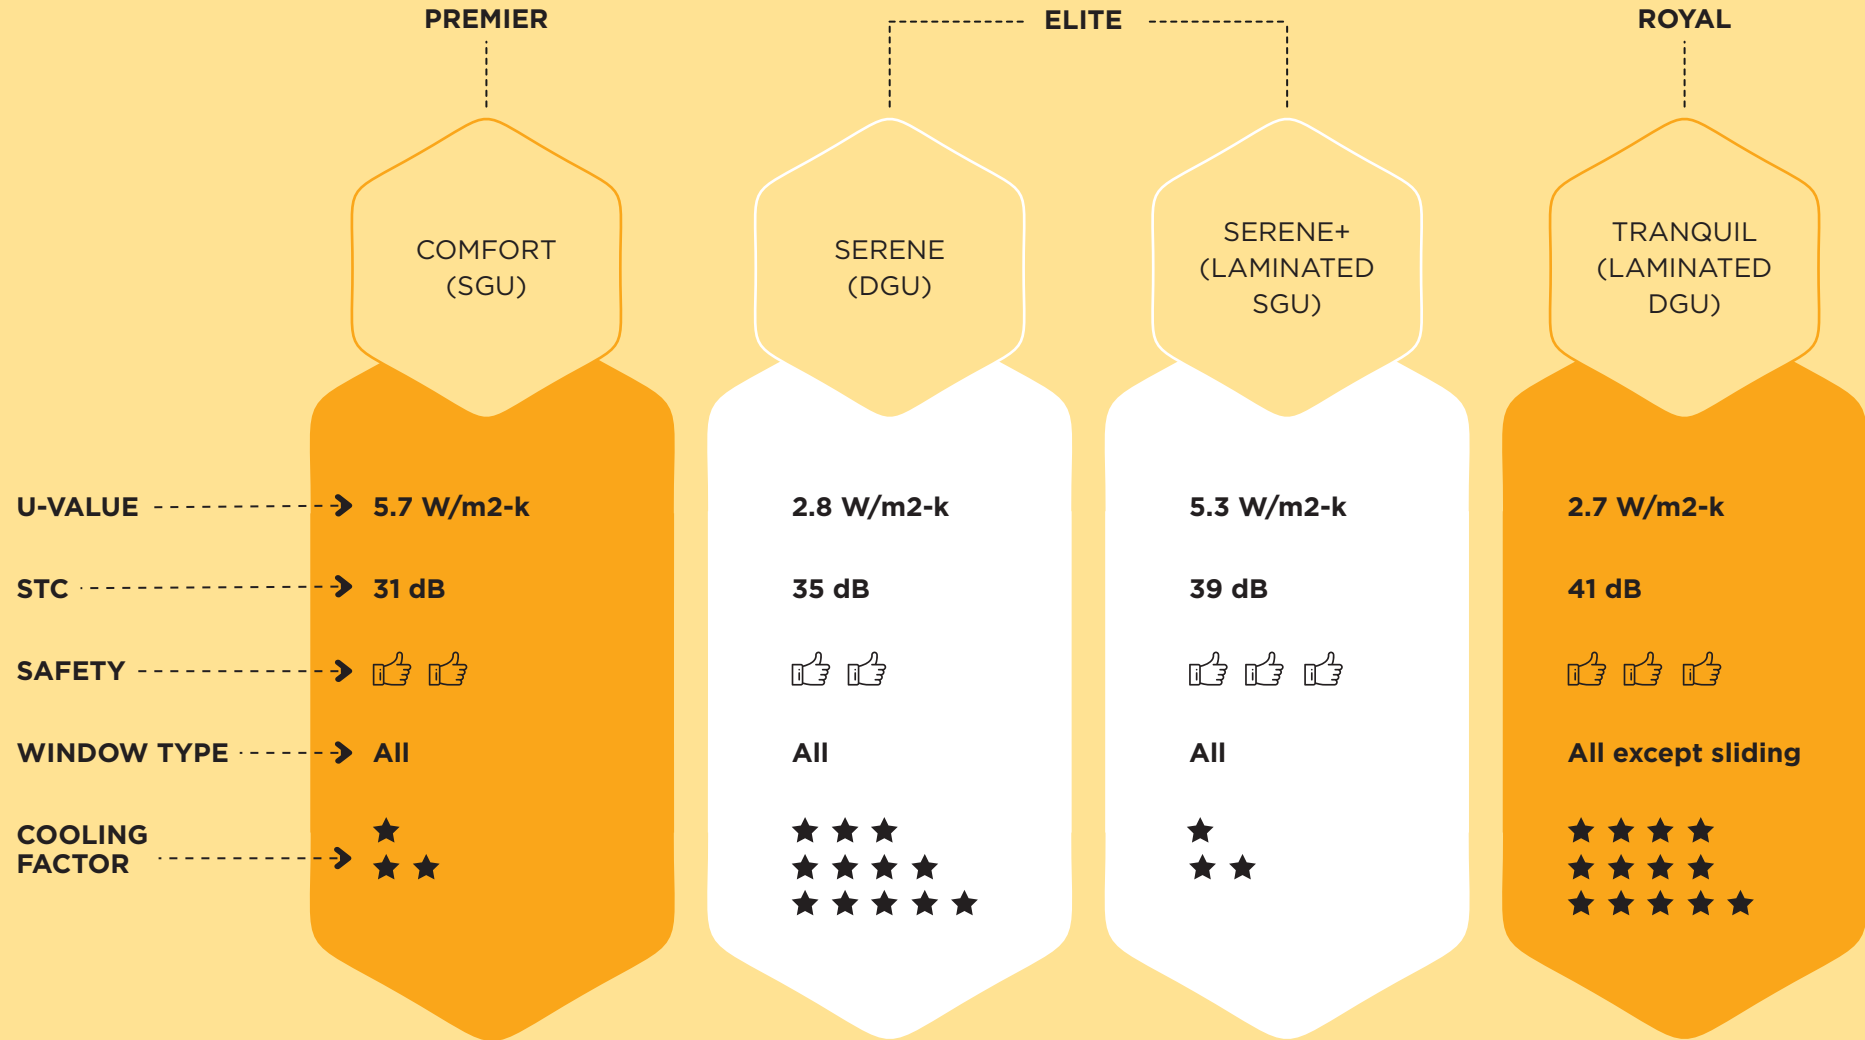 PREMIER
ELITE
ROYAL
COMFORT
(SGU)
SERENE
(DGU)
SERENE+
(LAMINATED
SGU)
TRANQUIL
(LAMINATED
DGU)
U-VALUE
5.7 W/m2-k
2.8 W/m2-k
5.3 W/m2-k
2.7 W/m2-k
STC
31 dB
35 dB
39 dB
41 dB
SAFETY
WINDOW TYPE
All
All
All
All except sliding
COOLING
FACTOR